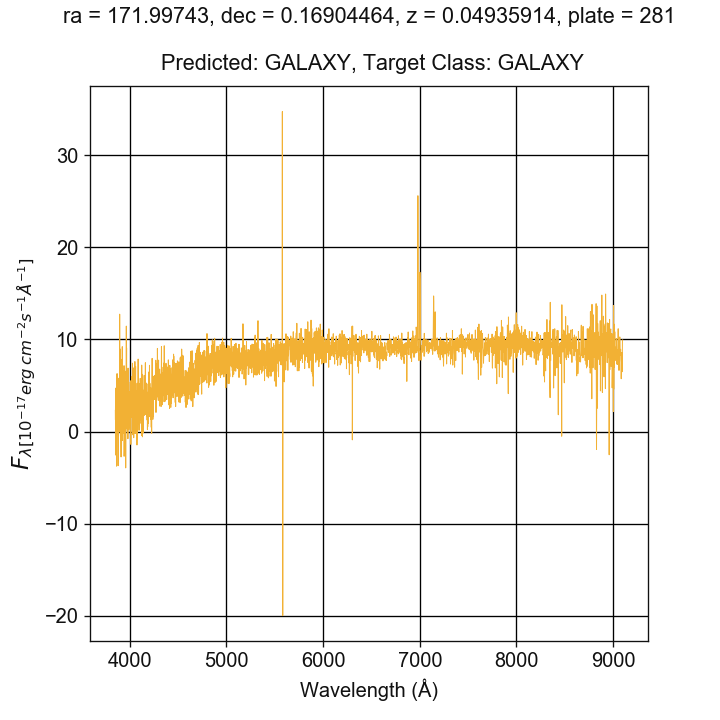 ra = 171.99743, dec = 0.16904464, z = 0.04935914, plate = 281
Predicted: GALAXY, Target Class: GALAXY
30
20
10
0
−10
−20
F_λ[10^{−17} erg cm^{−2}s^{−1}Å^{−1}]
4000 5000 6000 7000 8000 9000
Wavelength (Å)